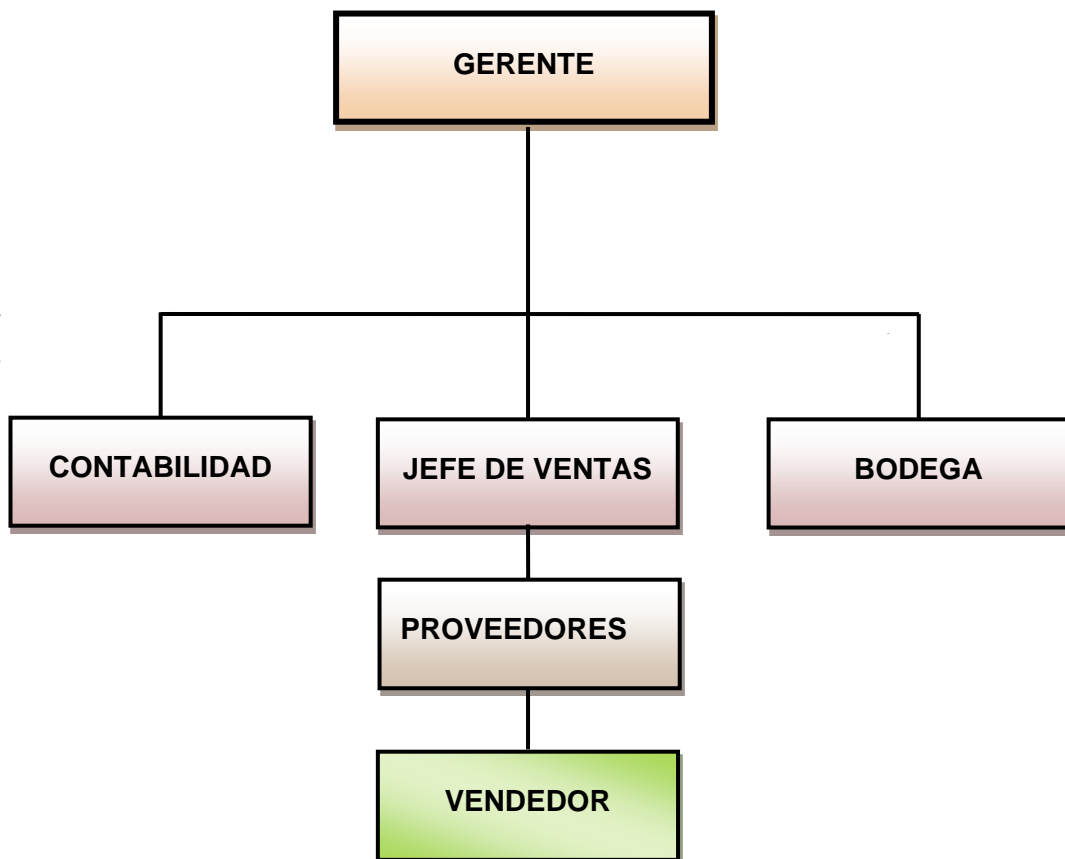 GERENTE
CONTABILIDAD
JEFE DE VENTAS
BODEGA
PROVEEDORES
VENDEDOR